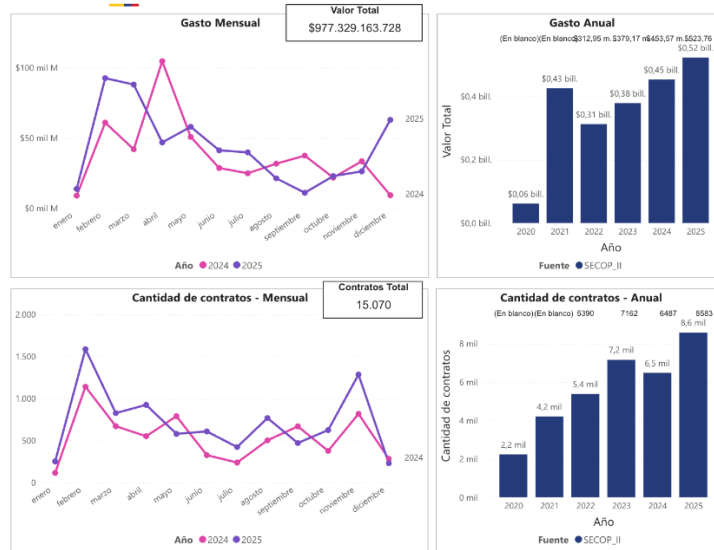 Gasto Mensual
Valor Total
$977.329.163.728
$100 mil M
$50 mil M
$0 mil M
2025
2024
enero
febrero
marzo
abril
mayo
junio
julio
agosto
septiembre
octubre
noviembre
diciembre
Año 2024 2025
Gasto Anual
(En blanco)(En blanco)$312,95 m. $379,17 m. $453,57 m. $523,76
Valor Total
$0,4 bill.
$0,2 bill.
$0,0 bill.
$0,06 bill.
$0,43 bill.
$0,31 bill.
$0,38 bill.
$0,45 bill.
$0,52 bill.
2020 2021 2022 2023 2024 2025
Año
Fuente SECOP_II
Cantidad de contratos - Mensual
Contratos Total
15.070
2.000
1.500
1.000
500
0
2024
enero
febrero
marzo
abril
mayo
junio
julio
agosto
septiembre
octubre
noviembre
diciembre
Año 2024 2025
Cantidad de contratos - Anual
(En blanco)(En blanco) 5390 7162 6487 8583
Cantidad de contratos
8 mil
6 mil
4 mil
2 mil
0 mil
2,2 mil
4,2 mil
5,4 mil
7,2 mil
6,5 mil
8,6 mil
2020 2021 2022 2023 2024 2025
Año
Fuente SECOP_II